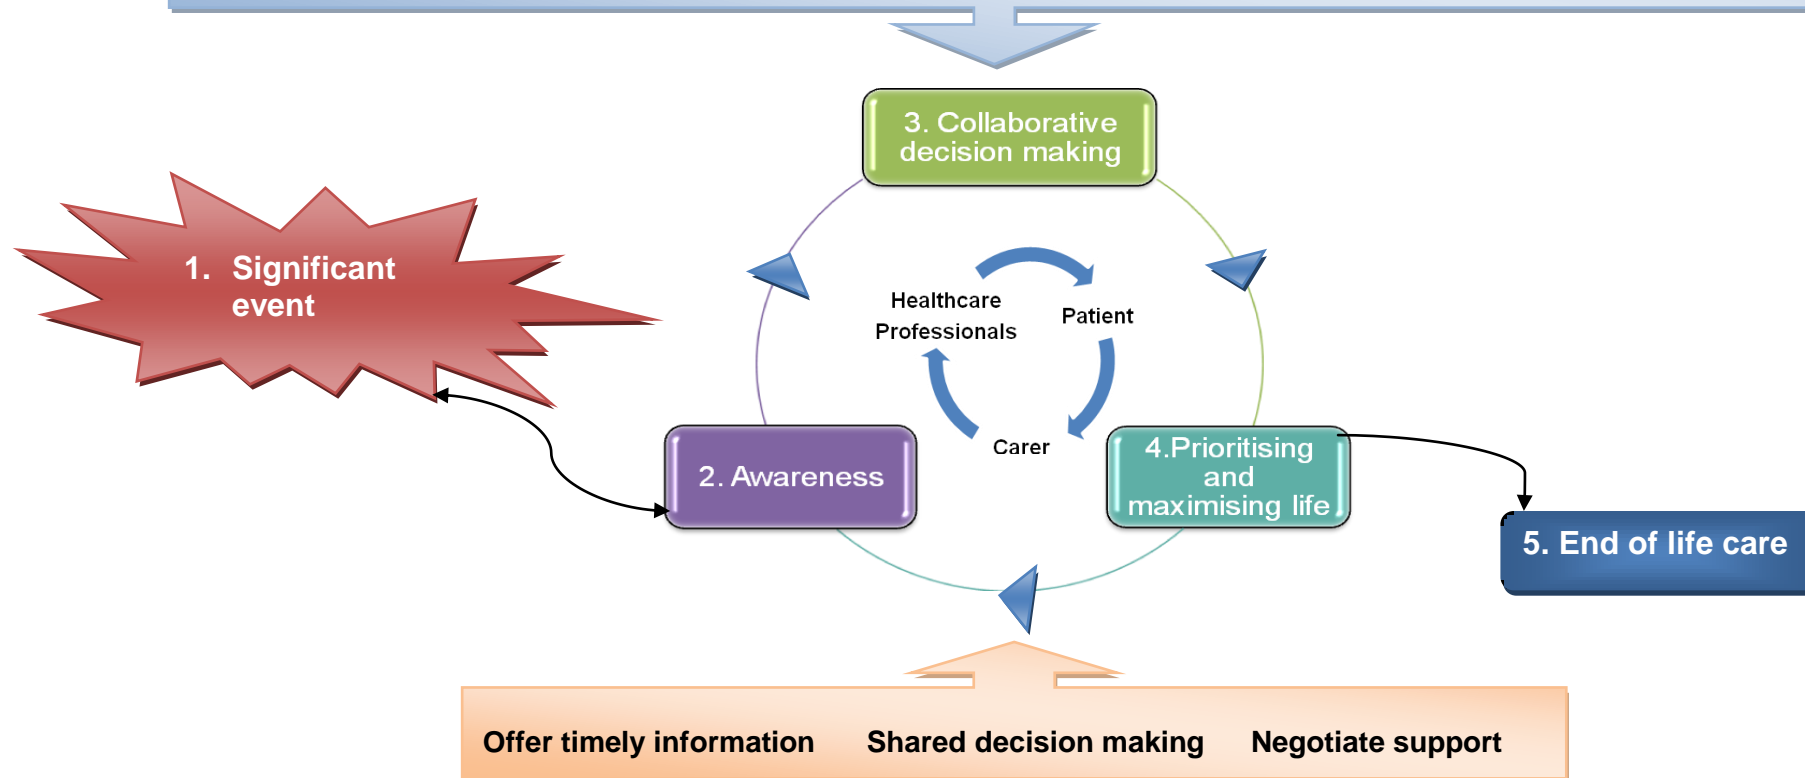 3. Collaborative
decision making
1. Significant
event
Healthcare
Professionals
Patient
Carer
2. Awareness
4.Prioritising
and
maximising life
5. End of life care
Offer timely information Shared decision making Negotiate support